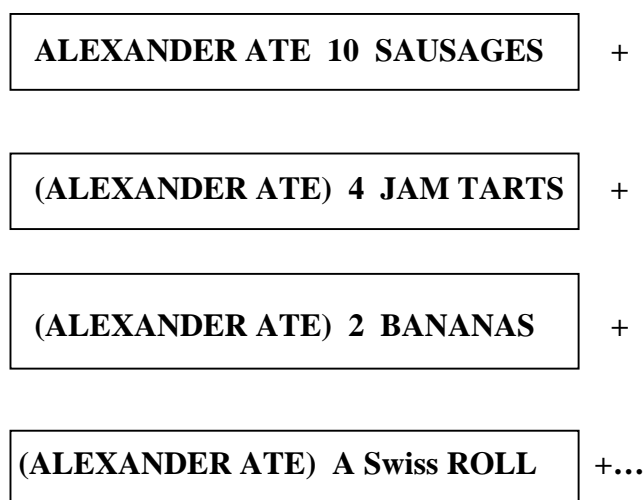 ALEXANDER ATE 10 SAUSAGES +
(ALEXANDER ATE) 4 JAM TARTS +
(ALEXANDER ATE) 2 BANANAS +
(ALEXANDER ATE) A Swiss ROLL +...